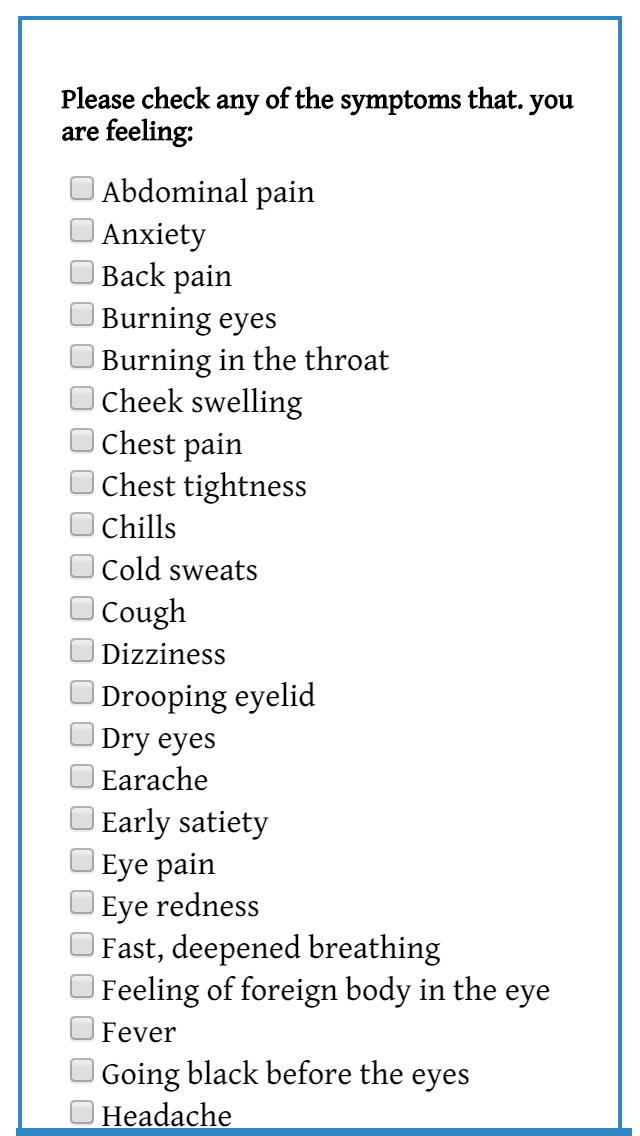 Please check any of the symptoms that. you
are feeling:
Abdominal pain
Anxiety
Back pain
Burning eyes
Burning in the throat
Cheek swelling
Chest pain
Chest tightness
Chills
Cold sweats
Cough
Dizziness
Drooping eyelid
Dry eyes
Earache
Early satiety
Eye pain
Eye redness
Fast, deepened breathing
Feeling of foreign body in the eye
Fever
Going black before the eyes
Headache